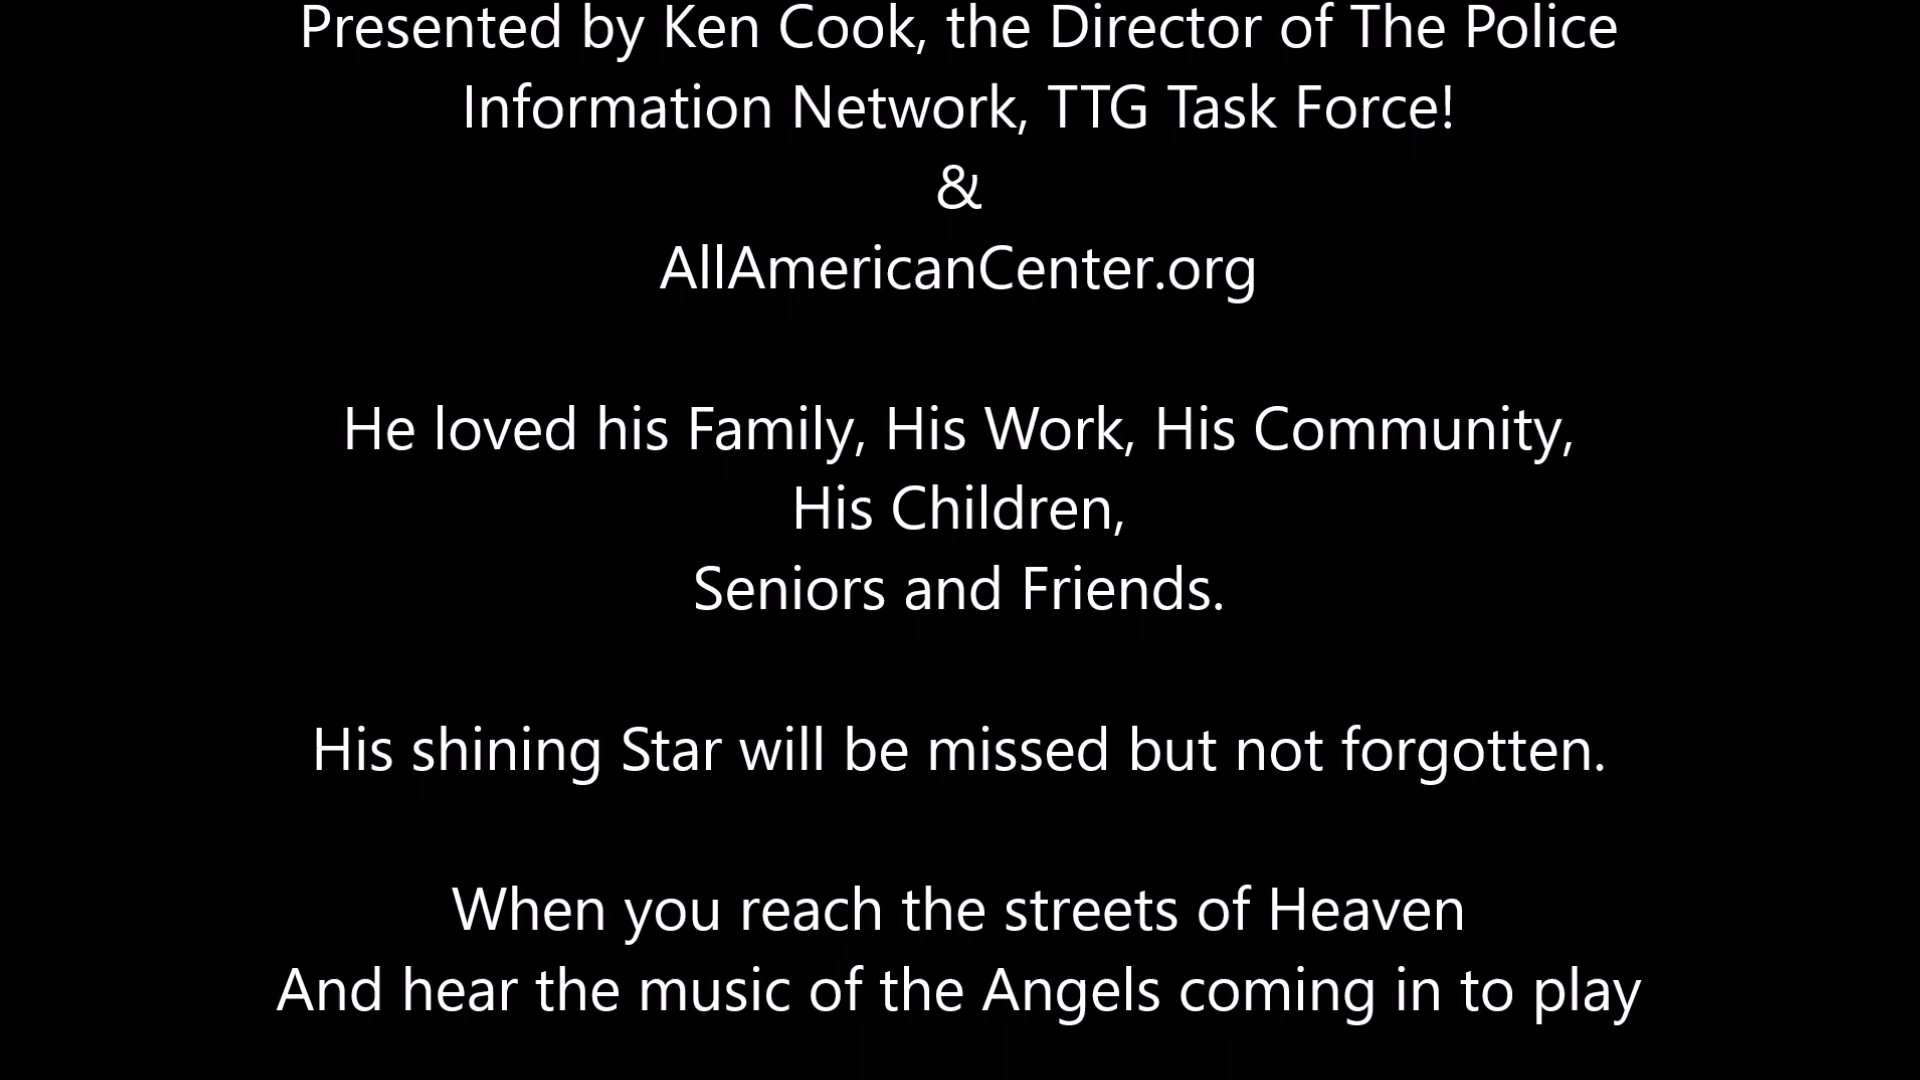 Presented by Ken Cook, the Director of The Police
Information Network, TTG Task Force!
&
AllAmericanCenter.org
He loved his Family, His Work, His Community,
His Children,
Seniors and Friends.
His shining Star will be missed but not forgotten.
When you reach the streets of Heaven
And hear the music of the Angels coming in to play